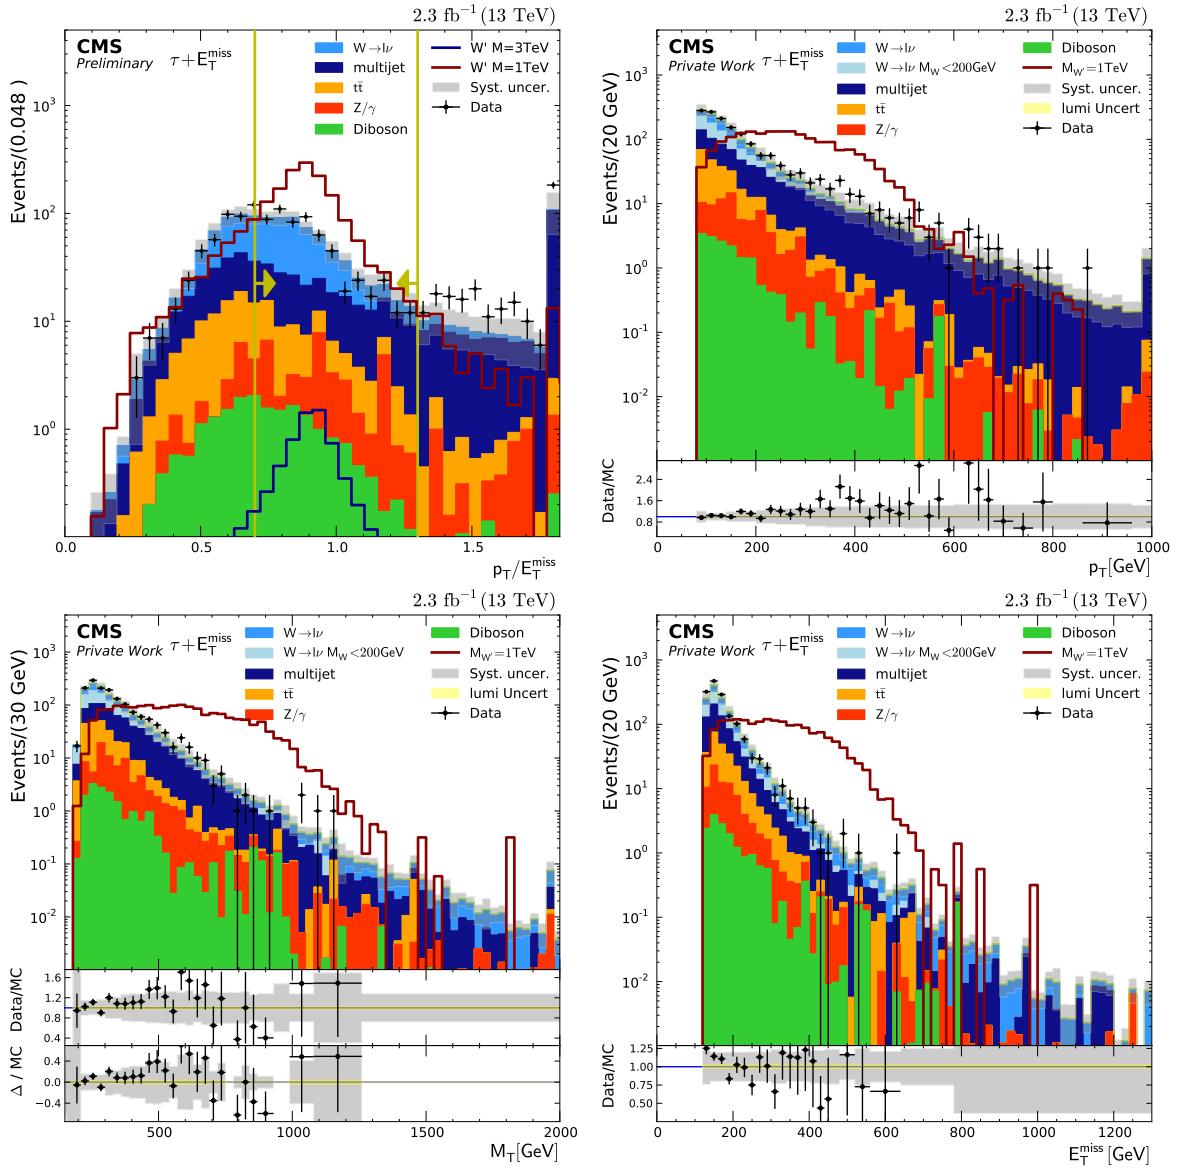 2.3 fb⁻¹ (13 TeV)
CMS
Preliminary
τ+E_T^miss
W→lν
multijet
tt̄
Z/γ
Diboson
W' M=3TeV
W' M=1TeV
Syst. uncer.
Data
Events/(0.048 )
10³
10²
10¹
10⁰
0.0 0.5 1.0 1.5
p_T/E_T^miss
2.3 fb⁻¹ (13 TeV)
CMS
Private Work
τ+E_T^miss
W→lν
W→lν M_W<200GeV
multijet
tt̄
Z/γ
Diboson
M_W'=1TeV
Syst. uncer.
lumi Uncert
Data
Events/(20 GeV)
10³
10²
10¹
10⁰
10⁻¹
10⁻²
Data/MC
2.4
1.6
0.8
0 200 400 600 800 1000
p_T[GeV]
2.3 fb⁻¹ (13 TeV)
CMS
Private Work
τ+E_T^miss
W→lν
W→lν M_W<200GeV
multijet
tt̄
Z/γ
Diboson
M_W'=1TeV
Syst. uncer.
lumi Uncert
Data
Events/(30 GeV)
10³
10²
10¹
10⁰
10⁻¹
10⁻²
Data/MC
1.6
1.2
0.8
0.4
Δ / MC
0.4
0.0
−0.4
500 1000 1500 2000
M_T[GeV]
2.3 fb⁻¹ (13 TeV)
CMS
Private Work
τ+E_T^miss
W→lν
W→lν M_W<200GeV
multijet
tt̄
Z/γ
Diboson
M_W'=1TeV
Syst. uncer.
lumi Uncert
Data
Events/(20 GeV)
10³
10²
10¹
10⁰
10⁻¹
10⁻²
Data/MC
1.25
1.00
0.75
0.50
0 200 400 600 800 1000 1200
E_T^miss [GeV]